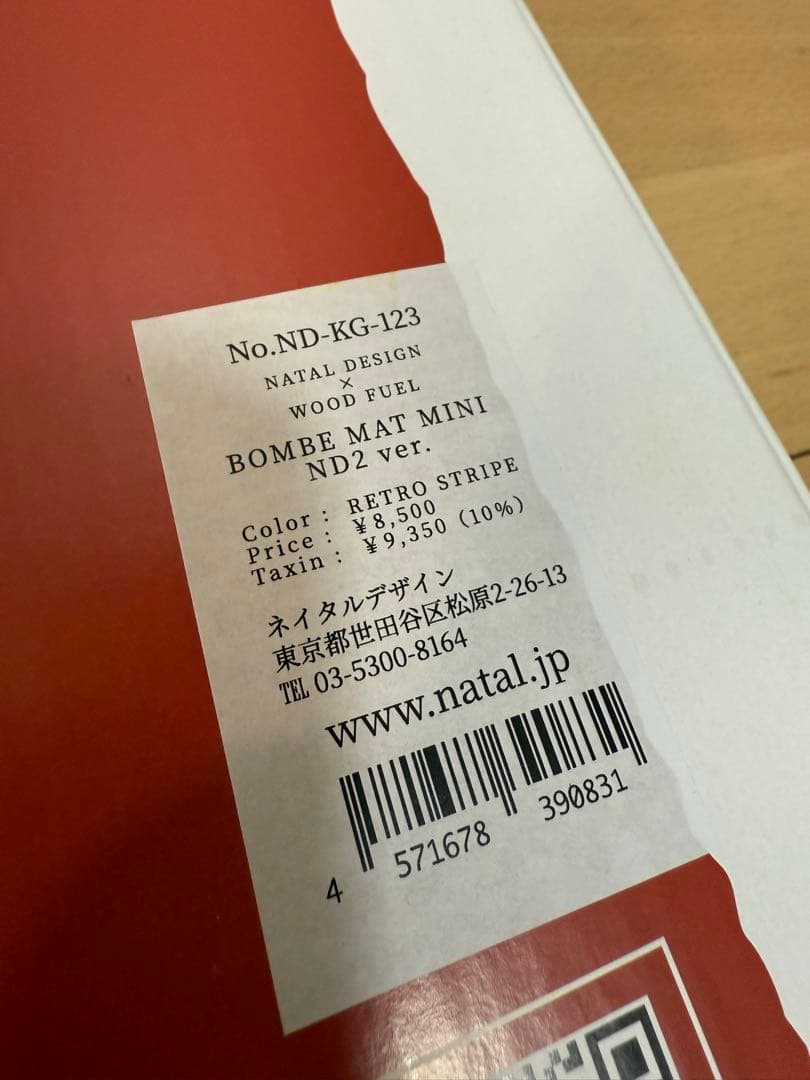 No.ND-KG-123
NATAL DESIGN
×
WOOD FUEL
BOMBE MAT MINI
ND2 ver.
Color : RETRO STRIPE
Price : ¥8,500
Taxin : ¥9,350 (10%)
ネイタルデザイン
東京都世田谷区松原2-26-13
TEL 03-5300-8164
www.natal.jp
4 571678 390831